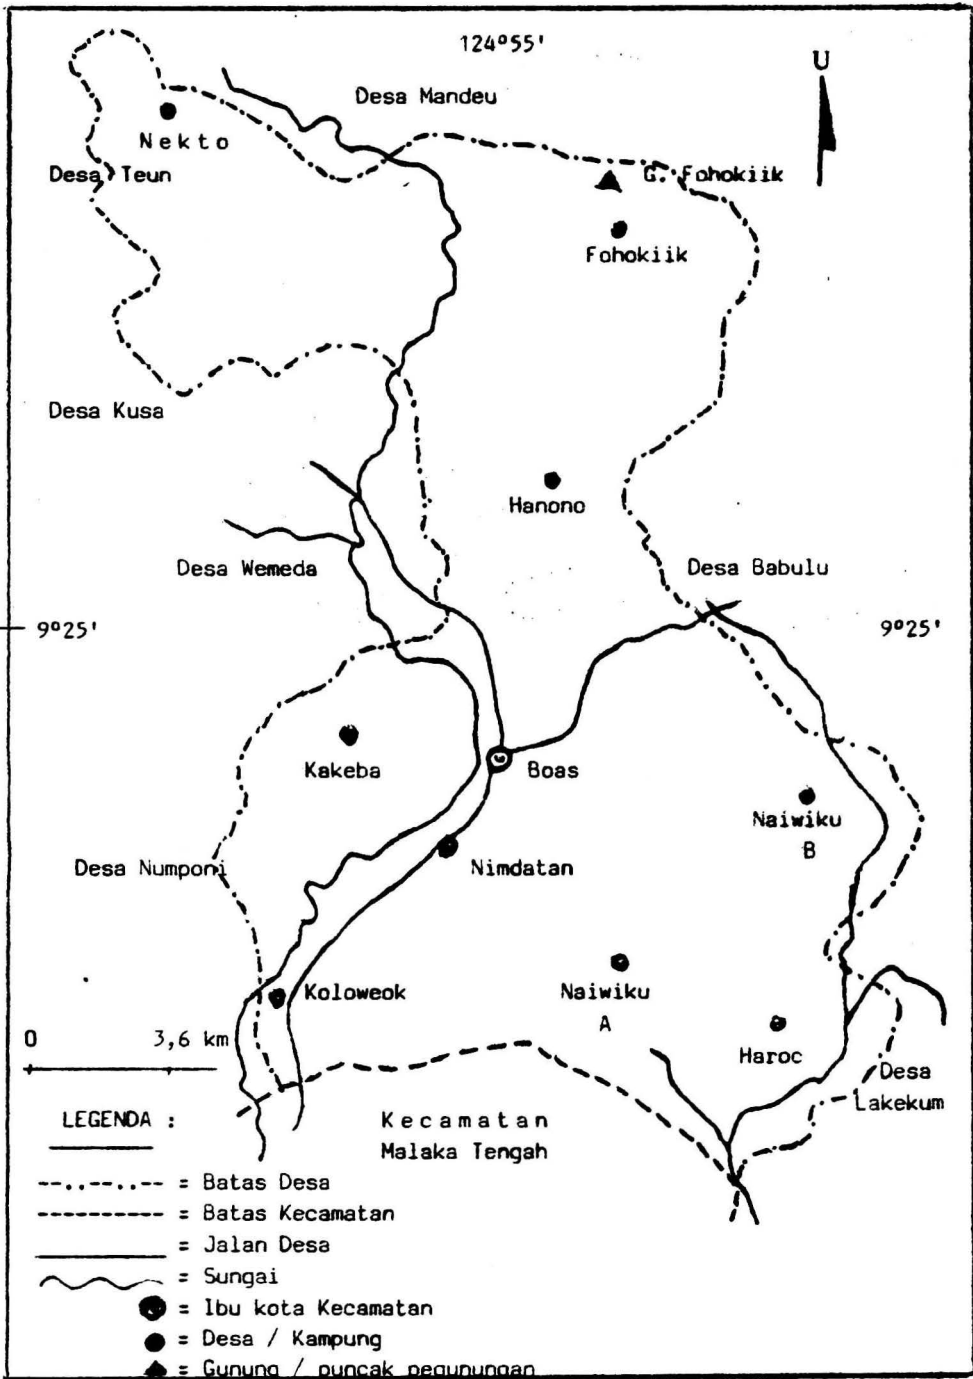 124°55'
U
Desa Mandeu
Nekto
Desa Teun
G. Fohokiik
Fohokiik
Desa Kusa
Hanono
Desa Wemeda
Desa Babulu
9°25'
9°25'
Kakeba
Boas
Naiwiku
B
Desa Numponi
Nimdatan
Koloweok
Naiwiku
A
0
3,6 km
Haroc
Desa
Lakekum
LEGENDA :
Kecamatan
Malaka Tengah
= Batas Desa
= Batas Kecamatan
= Jalan Desa
= Sungai
= Ibu kota Kecamatan
= Desa / Kampung
= Gunung / puncak pegunungan